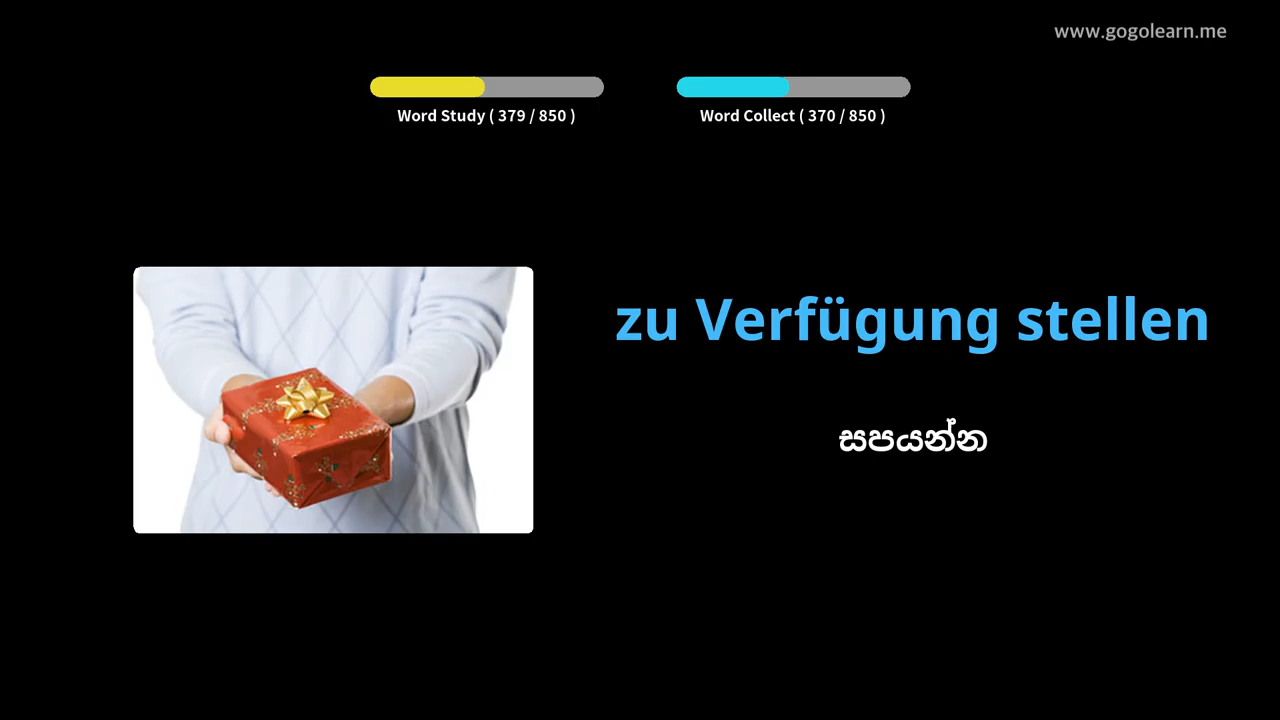 www.gogolearn.me
Word Study ( 379 / 850 )
Word Collect ( 370 / 850 )
zu Verfügung stellen
සපයන්න